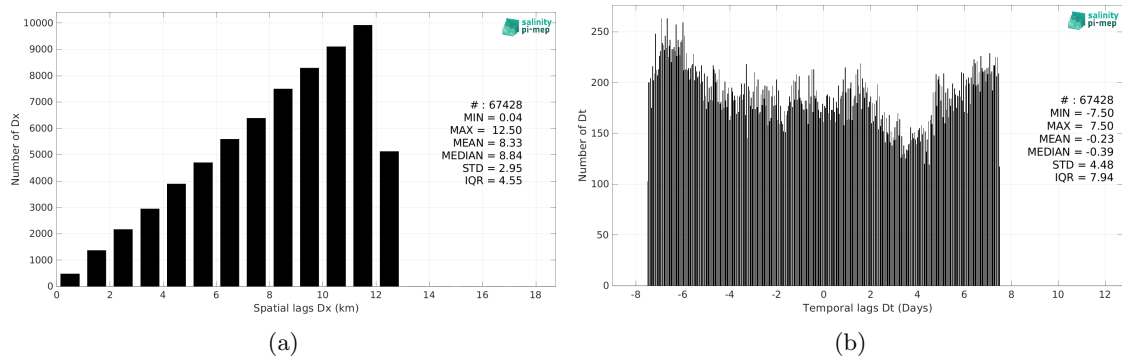 10000
9000
8000
7000
6000
5000
4000
3000
2000
1000
0
Number of Dx
0 2 4 6 8 10 12 14 16 18
Spatial lags Dx (km)
salinity
pi-mep
# : 67428
MIN = 0.04
MAX = 12.50
MEAN = 8.33
MEDIAN = 8.84
STD = 2.95
IQR = 4.55
(a)
250
200
150
100
50
0
Number of Dt
-8 -6 -4 -2 0 2 4 6 8 10 12
Temporal lags Dt (Days)
salinity
pi-mep
# : 67428
MIN = -7.50
MAX = 7.50
MEAN = -0.23
MEDIAN = -0.39
STD = 4.48
IQR = 7.94
(b)